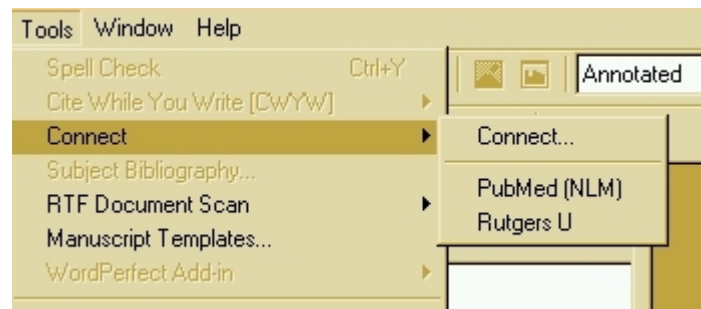 Tools Window Help
Spell Check Ctrl+Y
Annotated
Cite While You Write [CWYW]
Connect
Connect...
Subject Bibliography...
PubMed (NLM)
RTF Document Scan
Rutgers U
Manuscript Templates...
WordPerfect Add-in